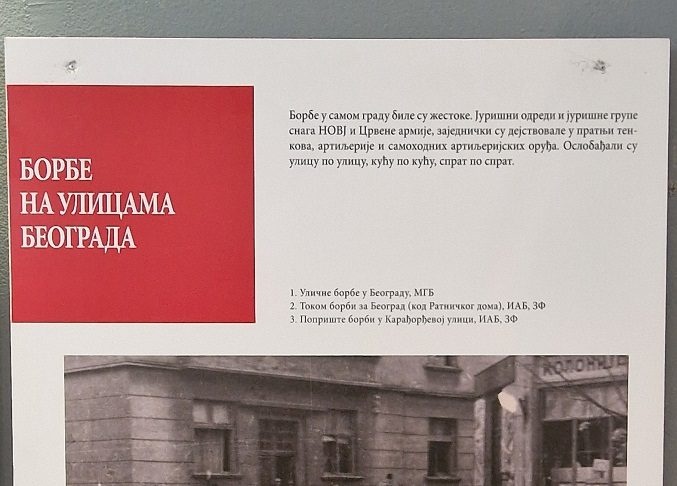 Борбе у самом граду биле су жестоке. Јуришни одреди и јуришне групе
снага НОВЈ и Црвене армије, заједнички су дејствовале у пратњи тен-
кова, артиљерије и самоходних артиљеријских оруђа. Ослобађали су
улицу по улицу, кућу по кућу, спрат по спрат.
БОРБЕ
НА УЛИЦАМА
БЕОГРАДА
1. Уличне борбе у Београду, МГБ
2. Током борби за Београд (код Ратничког дома), ИАБ, ЗФ
3. Поприште борби у Карађорђевој улици, ИАБ, ЗФ
КОЛОНИЈЕ